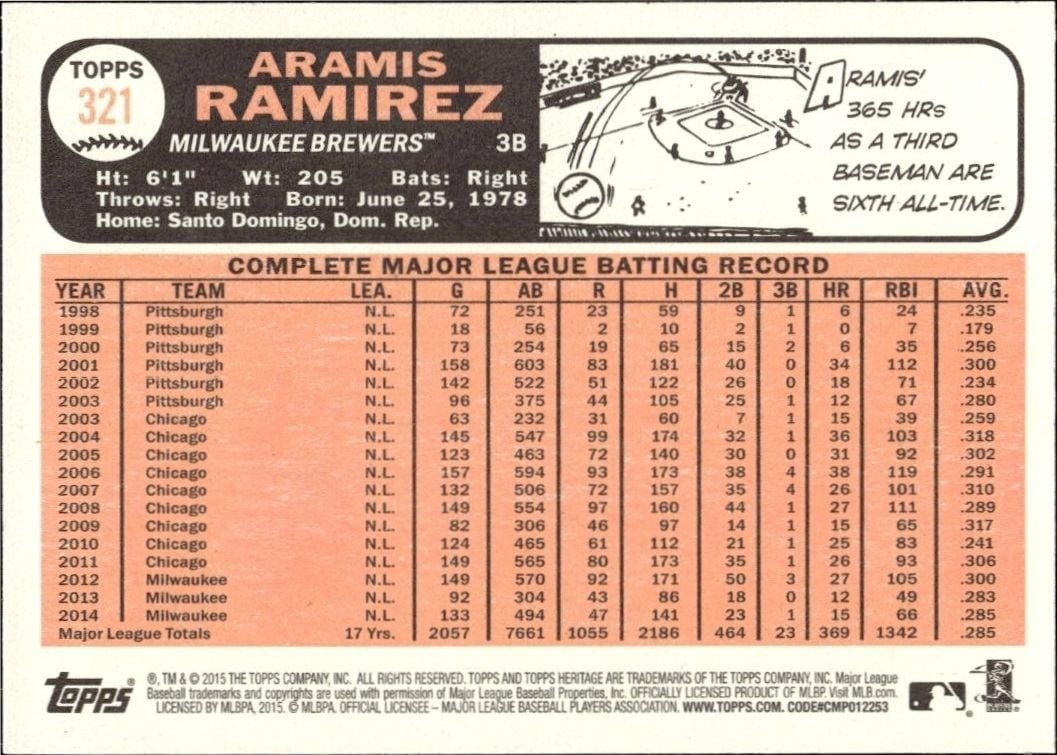 TOPPS
321
ARAMIS
RAMIREZ
MILWAUKEE BREWERS™ 3B
Ht: 6'1" Wt: 205 Bats: Right
Throws: Right Born: June 25, 1978
Home: Santo Domingo, Dom. Rep.
ARAMIS'
365 HRs
AS A THIRD
BASEMAN ARE
SIXTH ALL-TIME.
COMPLETE MAJOR LEAGUE BATTING RECORD
YEAR TEAM LEA. G AB R H 2B 3B HR RBI AVG.
1998 Pittsburgh N.L. 72 251 23 59 9 1 6 24 .235
1999 Pittsburgh N.L. 18 56 2 10 2 1 0 7 .179
2000 Pittsburgh N.L. 73 254 19 65 15 2 6 35 .256
2001 Pittsburgh N.L. 158 603 83 181 40 0 34 112 .300
2002 Pittsburgh N.L. 142 522 51 122 26 0 18 71 .234
2003 Pittsburgh N.L. 96 375 44 105 25 1 12 67 .280
2003 Chicago N.L. 63 232 31 60 7 1 15 39 .259
2004 Chicago N.L. 145 547 99 174 32 1 36 103 .318
2005 Chicago N.L. 123 463 72 140 30 0 31 92 .302
2006 Chicago N.L. 157 594 93 173 38 4 38 119 .291
2007 Chicago N.L. 132 506 72 157 35 4 26 101 .310
2008 Chicago N.L. 149 554 97 160 44 1 27 111 .289
2009 Chicago N.L. 82 306 46 97 14 1 15 65 .317
2010 Chicago N.L. 124 465 61 112 21 1 25 83 .241
2011 Chicago N.L. 149 565 80 173 35 1 26 93 .306
2012 Milwaukee N.L. 149 570 92 171 50 3 27 105 .300
2013 Milwaukee N.L. 92 304 43 86 18 0 12 49 .283
2014 Milwaukee N.L. 133 494 47 141 23 1 15 66 .285
Major League Totals 17 Yrs. 2057 7661 1055 2186 464 23 369 1342 .285
Topps®
®, TM & © 2015 THE TOPPS COMPANY, INC. ALL RIGHTS RESERVED. TOPPS AND TOPPS HERITAGE ARE TRADEMARKS OF THE TOPPS COMPANY, INC. Major League
Baseball trademarks and copyrights are used with permission of Major League Baseball Properties, Inc. OFFICIALLY LICENSED PRODUCT OF MLBP. Visit MLB.com.
LICENSED BY MLBPA, 2015. © MLBPA. OFFICIAL LICENSEE – MAJOR LEAGUE BASEBALL PLAYERS ASSOCIATION. WWW.TOPPS.COM. CODE#CMP012253